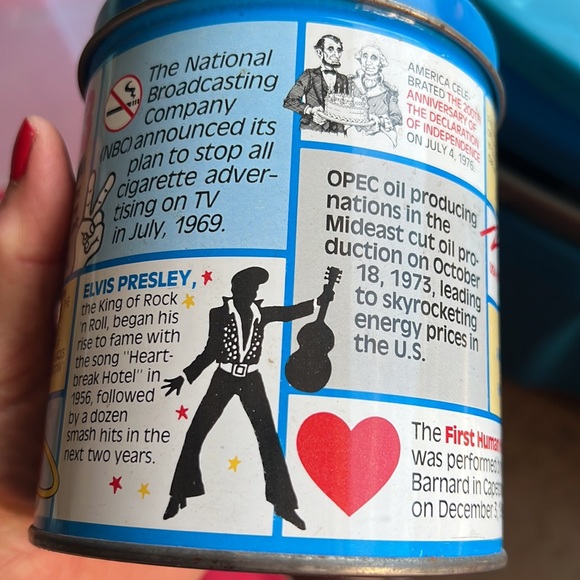 The National
Broadcasting
Company
(NBC) announced its
plan to stop all
cigarette adver-
tising on TV
in July, 1969.
AMERICA CELE-
BRATED THE 200TH
ANNIVERSARY OF
THE DECLARATION
OF INDEPENDENCE
ON JULY 4, 1976.
OPEC oil producing
nations in the
Mideast cut oil pro-
duction on October
18, 1973, leading
to skyrocketing
energy prices in
the U.S.
ELVIS PRESLEY,
the King of Rock
'n Roll, began his
rise to fame with
the song "Heart-
break Hotel" in
1956, followed
by a dozen
smash hits in the
next two years.
The First Human
was performed
Barnard in
on December 3,